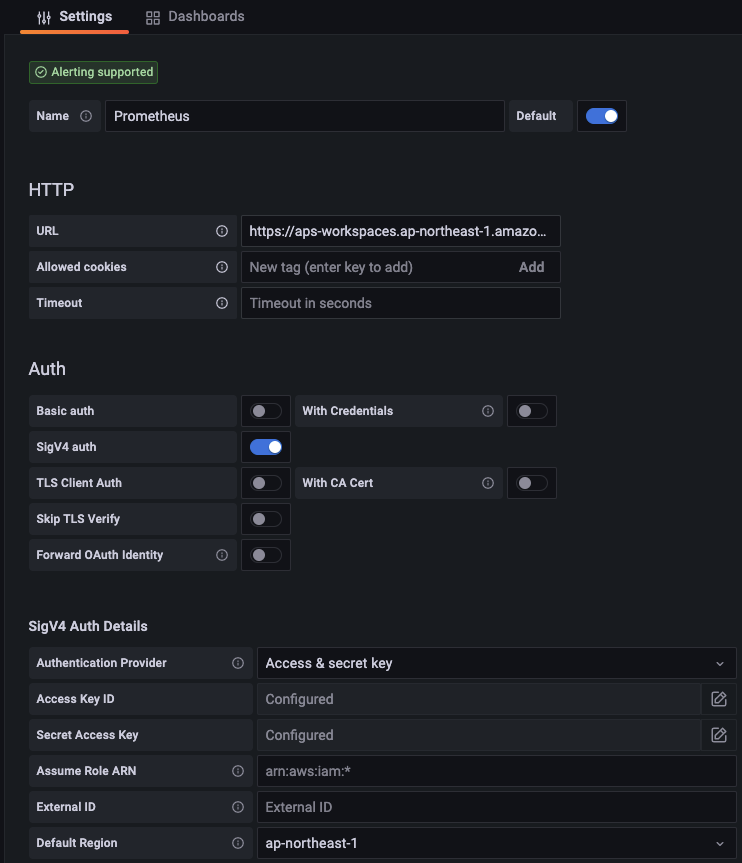 Settings Dashboards
Alerting supported
Name Prometheus Default
HTTP
URL https://aps-workspaces.ap-northeast-1.amazo...
Allowed cookies New tag (enter key to add) Add
Timeout Timeout in seconds
Auth
Basic auth With Credentials
SigV4 auth
TLS Client Auth With CA Cert
Skip TLS Verify
Forward OAuth Identity
SigV4 Auth Details
Authentication Provider Access & secret key
Access Key ID Configured
Secret Access Key Configured
Assume Role ARN arn:aws:iam:*
External ID External ID
Default Region ap-northeast-1